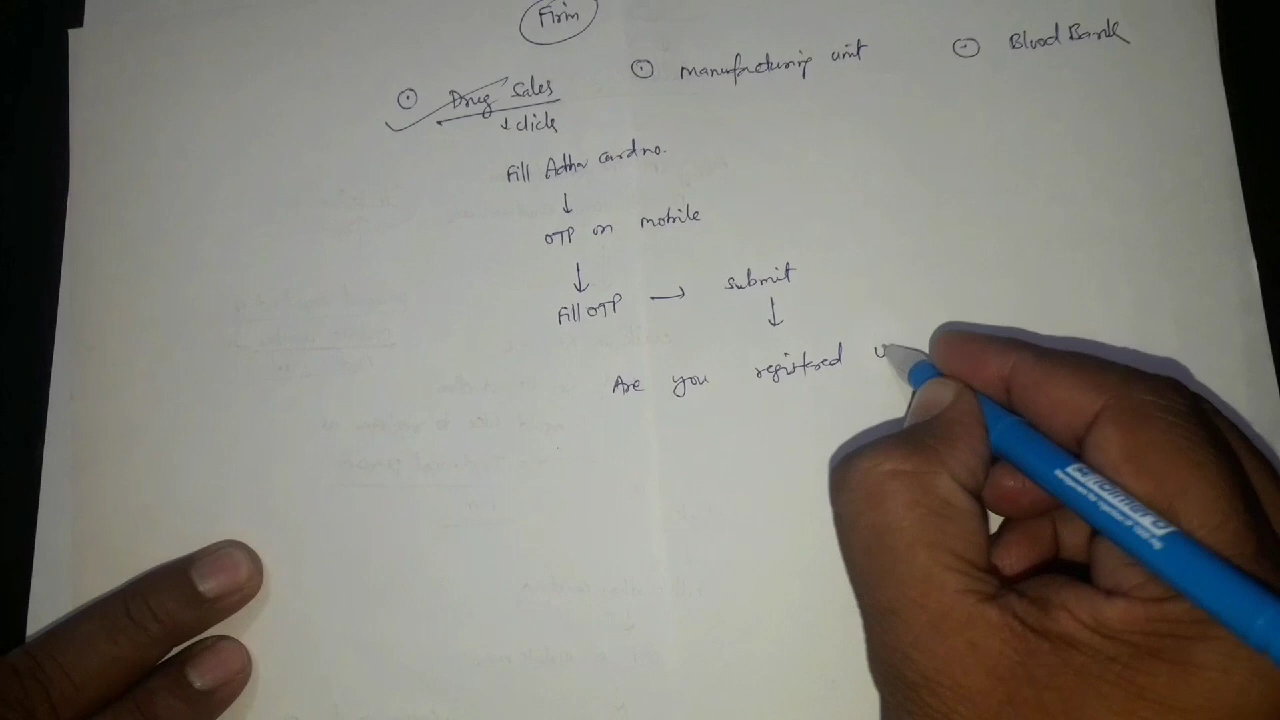 Firm
Drug Sales
manufacturing unit
Blood Bank
click
Fill Adhar card no.
OTP on mobile
Fill OTP → submit
Are you registered